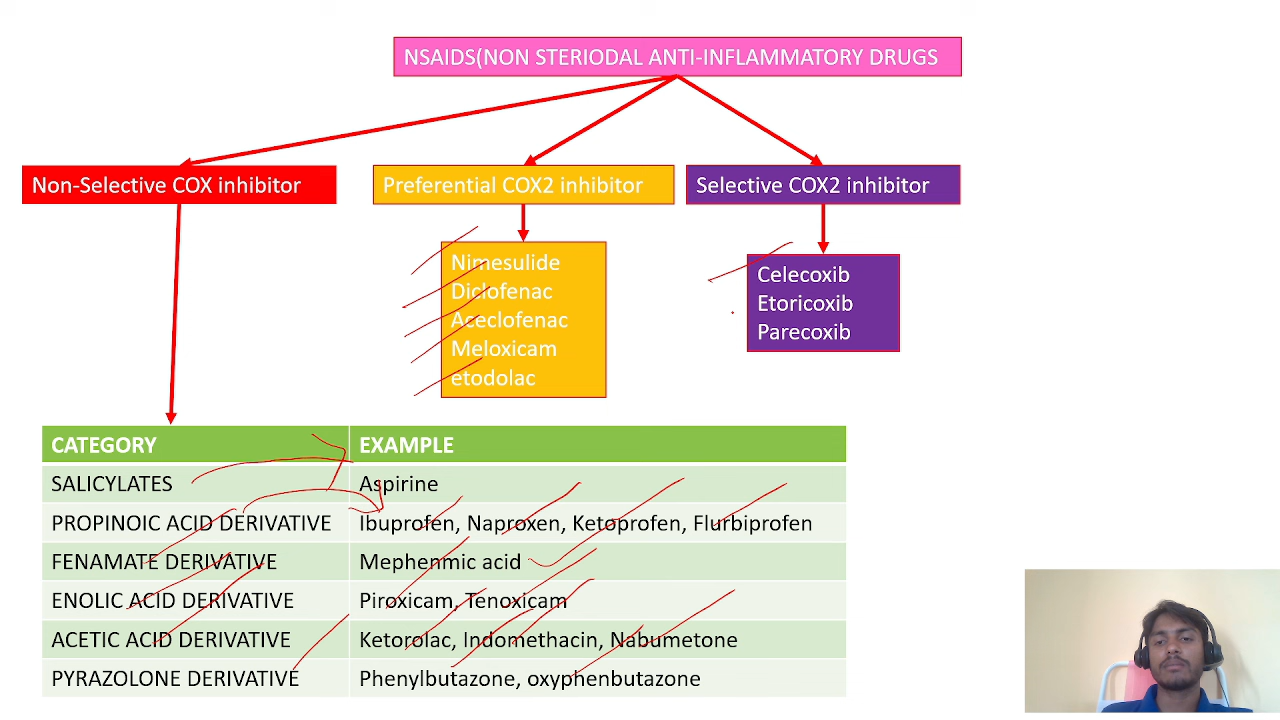 NSAIDS(NON STERIODAL ANTI-INFLAMMATORY DRUGS
Non-Selective COX inhibitor
Preferential COX2 inhibitor
Selective COX2 inhibitor
Nimesulide
Diclofenac
Aceclofenac
Meloxicam
etodolac
Celecoxib
Etoricoxib
Parecoxib
CATEGORY EXAMPLE
SALICYLATES Aspirine
PROPINOIC ACID DERIVATIVE Ibuprofen, Naproxen, Ketoprofen, Flurbiprofen
FENAMATE DERIVATIVE Mephenmic acid
ENOLIC ACID DERIVATIVE Piroxicam, Tenoxicam
ACETIC ACID DERIVATIVE Ketorolac, Indomethacin, Nabumetone
PYRAZOLONE DERIVATIVE Phenylbutazone, oxyphenbutazone